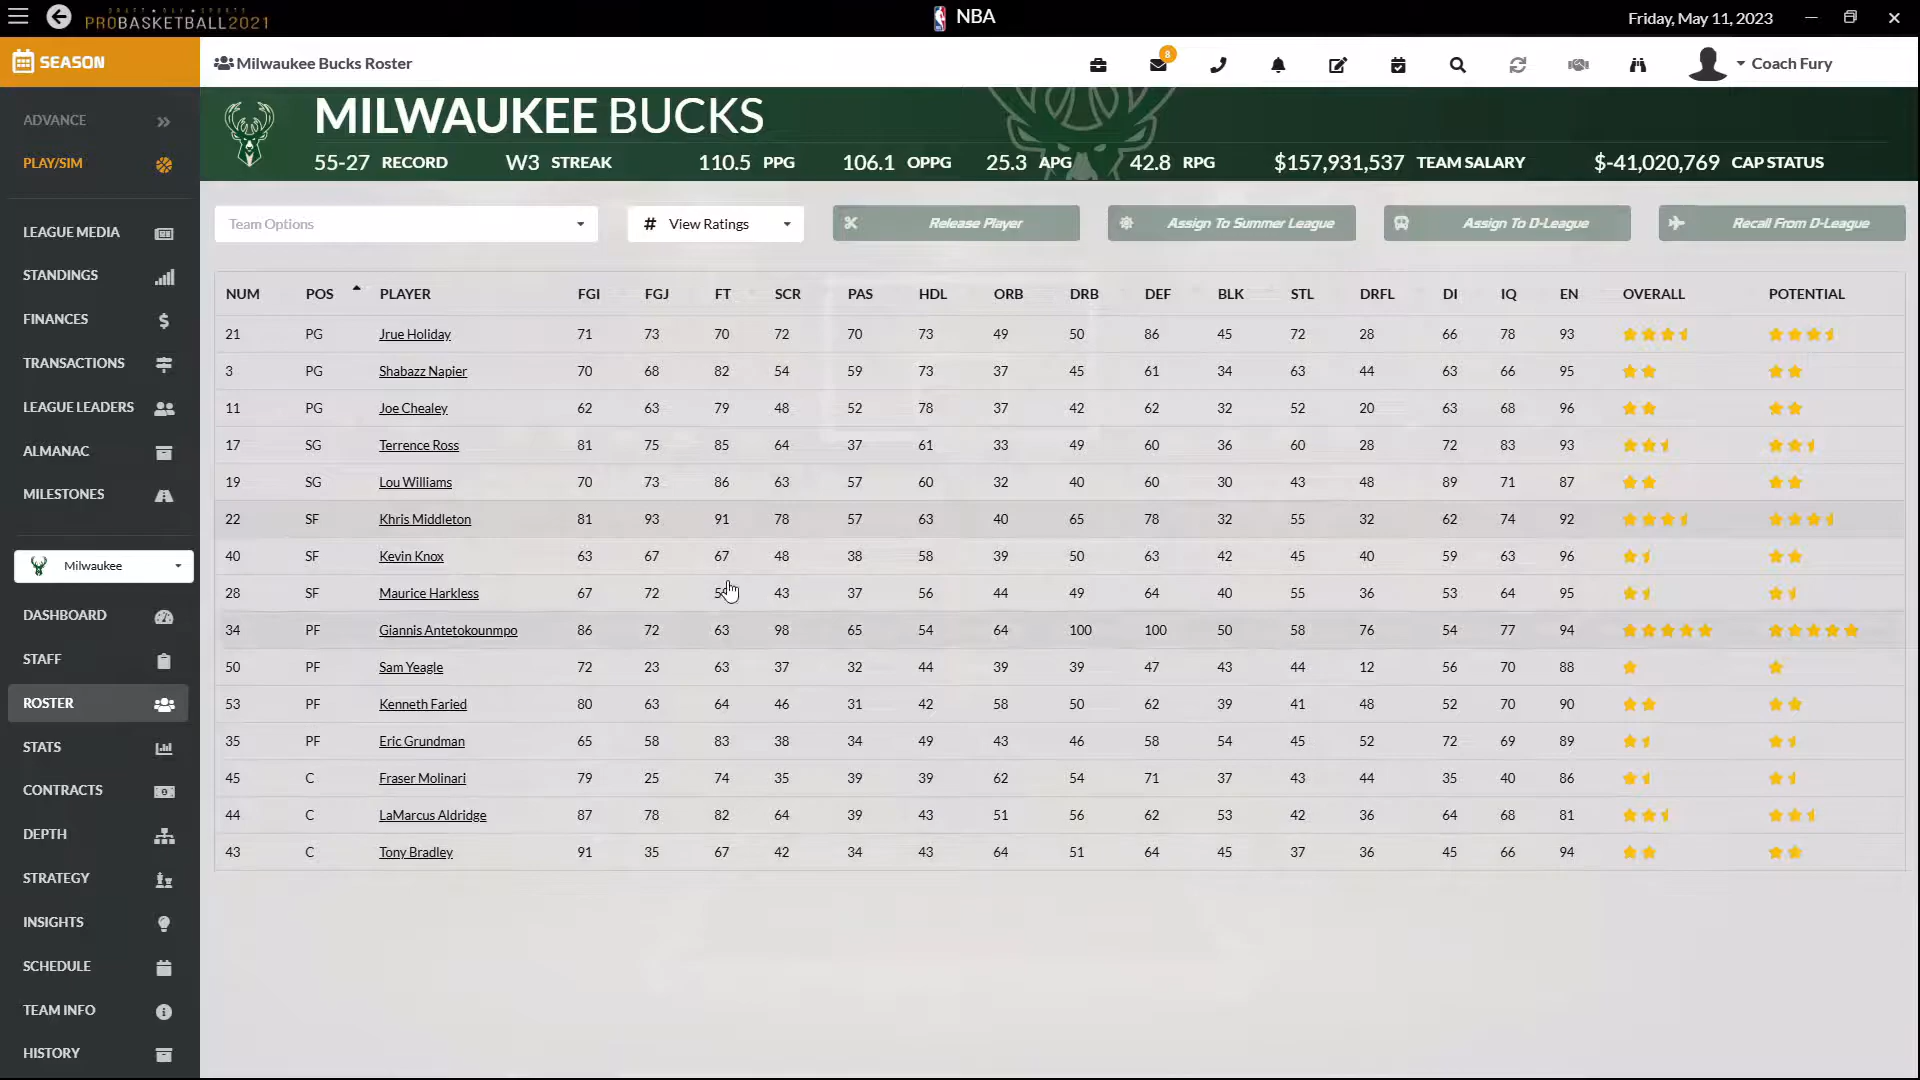 DRAFT DAY SPORTS
PROBASKETBALL2021
NBA
Friday, May 11, 2023
SEASON
Milwaukee Bucks Roster
8
Coach Fury
MILWAUKEE BUCKS
55-27 RECORD W3 STREAK 110.5 PPG 106.1 OPPG 25.3 APG 42.8 RPG $157,931,537 TEAM SALARY $-41,020,769 CAP STATUS
ADVANCE
PLAY/SIM
LEAGUE MEDIA
STANDINGS
FINANCES
TRANSACTIONS
LEAGUE LEADERS
ALMANAC
MILESTONES
Milwaukee
DASHBOARD
STAFF
ROSTER
STATS
CONTRACTS
DEPTH
STRATEGY
INSIGHTS
SCHEDULE
TEAM INFO
HISTORY
Team Options # View Ratings Release Player Assign To Summer League Assign To D-League Recall From D-League
NUM POS PLAYER FGI FGJ FT SCR PAS HDL ORB DRB DEF BLK STL DRFL DI IQ EN OVERALL POTENTIAL
21 PG Jrue Holiday 71 73 70 72 70 73 49 50 86 45 72 28 66 78 93
3 PG Shabazz Napier 70 68 82 54 59 73 37 45 61 34 63 44 63 66 95
11 PG Joe Chealey 62 63 79 48 52 78 37 42 62 32 52 20 63 68 96
17 SG Terrence Ross 81 75 85 64 37 61 33 49 60 36 60 28 72 83 93
19 SG Lou Williams 70 73 86 63 57 60 32 40 60 30 43 48 89 71 87
22 SF Khris Middleton 81 93 91 78 57 63 40 65 78 32 55 32 62 74 92
40 SF Kevin Knox 63 67 67 48 38 58 39 50 63 42 45 40 59 63 96
28 SF Maurice Harkless 67 72 43 37 56 44 49 64 40 55 36 53 64 95
34 PF Giannis Antetokounmpo 86 72 63 98 65 54 64 100 100 50 58 76 54 77 94
50 PF Sam Yeagle 72 23 63 37 32 44 39 39 47 43 44 12 56 70 88
53 PF Kenneth Faried 80 63 64 46 31 42 58 50 62 39 41 48 52 70 90
35 PF Eric Grundman 65 58 83 38 34 49 43 46 58 54 45 52 72 69 89
45 C Fraser Molinari 79 25 74 35 39 39 62 54 71 37 43 44 35 40 86
44 C LaMarcus Aldridge 87 78 82 64 39 43 51 56 62 53 42 36 64 68 81
43 C Tony Bradley 91 35 67 42 34 43 64 51 64 45 37 36 45 66 94